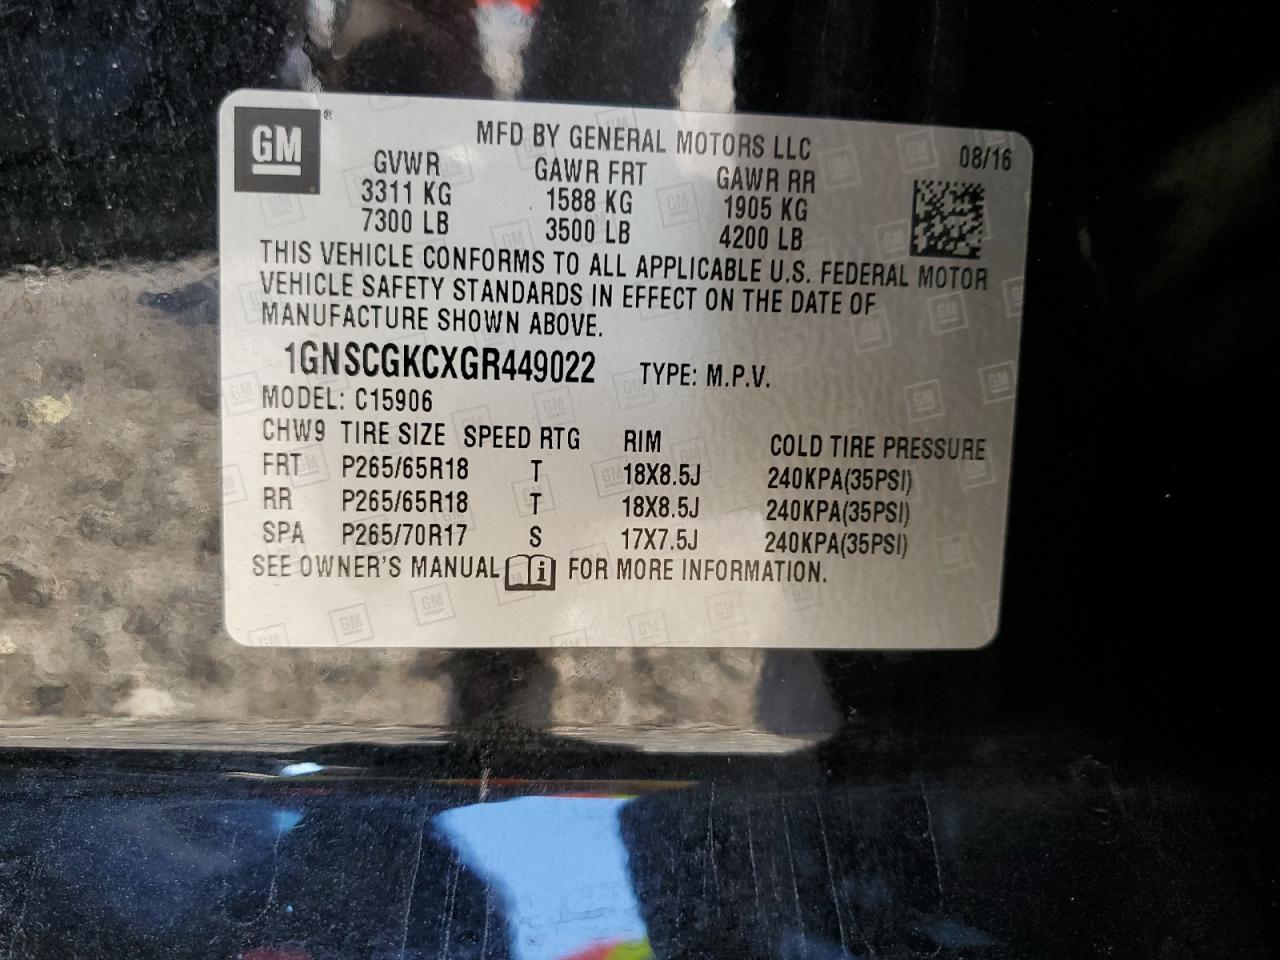 GM®
MFD BY GENERAL MOTORS LLC
08/16
GVWR GAWR FRT GAWR RR
3311 KG 1588 KG 1905 KG
7300 LB 3500 LB 4200 LB
THIS VEHICLE CONFORMS TO ALL APPLICABLE U.S. FEDERAL MOTOR
VEHICLE SAFETY STANDARDS IN EFFECT ON THE DATE OF
MANUFACTURE SHOWN ABOVE.
1GNSCGKCXGR449022 TYPE: M.P.V.
MODEL: C15906
CHW9 TIRE SIZE SPEED RTG RIM COLD TIRE PRESSURE
FRT P265/65R18 T 18X8.5J 240KPA(35PSI)
RR P265/65R18 T 18X8.5J 240KPA(35PSI)
SPA P265/70R17 S 17X7.5J 240KPA(35PSI)
SEE OWNER'S MANUAL i FOR MORE INFORMATION.